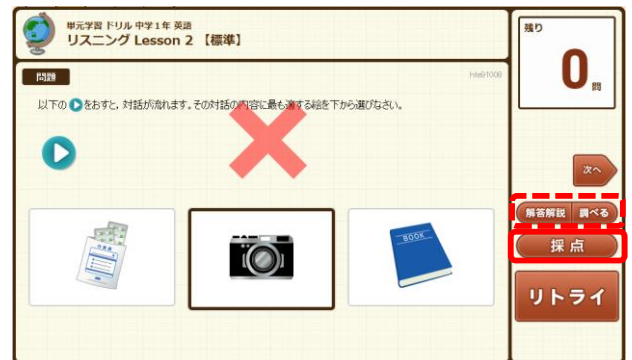 単元学習 ドリル 中学1年 英語
リスニング Lesson 2 【標準】
問題
以下の をおすと, 対話が流れます。その対話の内容に最も適する絵を下から選びなさい。
BOOK
残り
0問
次へ
解答解説 調べる
採点
リトライ